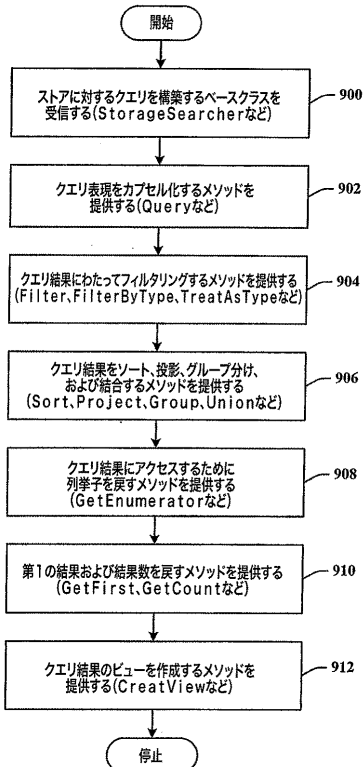 開始
ストアに対するクエリを構築するベースクラスを
受信する(StorageSearcherなど)
900
クエリ表現をカプセル化するメソッドを
提供する(Queryなど)
902
クエリ結果にわたってフィルタリングするメソッドを提供する
(Filter、FilterByType、TreatAsTypeなど)
904
クエリ結果をソート、投影、グループ分け、
および結合するメソッドを提供する
(Sort、Project、Group、Unionなど)
906
クエリ結果にアクセスするために
列挙子を戻すメソッドを提供する
(GetEnumeratorなど)
908
第1の結果および結果数を戻すメソッドを提供する
(GetFirst、GetCountなど)
910
クエリ結果のビューを作成するメソッドを
提供する(CreatViewなど)
912
停止